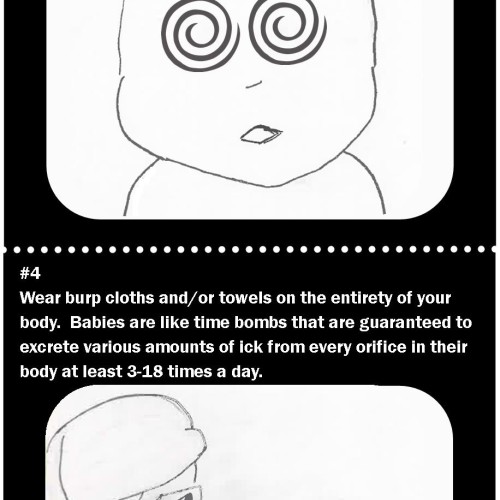 #4
Wear burp cloths and/or towels on the entirety of your
body.  Babies are like time bombs that are guaranteed to
excrete various amounts of ick from every orifice in their
body at least 3-18 times a day.